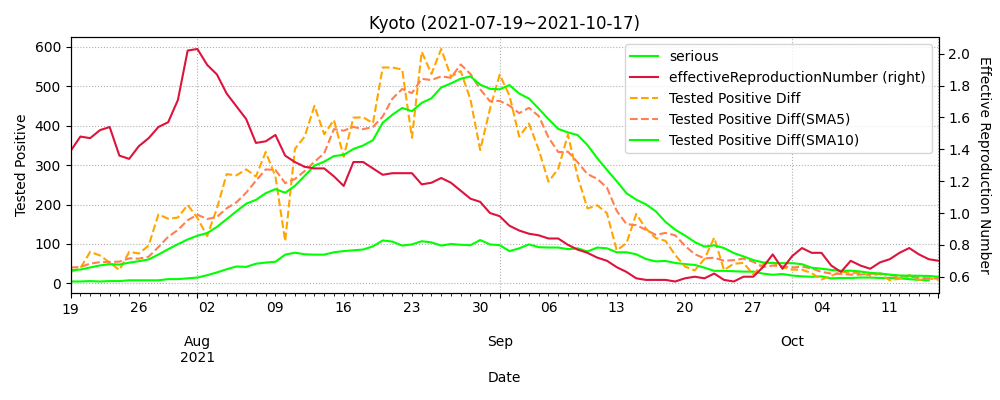 Kyoto (2021-07-19~2021-10-17)
600
500
400
300
200
100
0
Tested Positive
2.0
1.8
1.6
1.4
1.2
1.0
0.8
0.6
Effective Reproduction Number
serious
effectiveReproductionNumber (right)
Tested Positive Diff
Tested Positive Diff(SMA5)
Tested Positive Diff(SMA10)
19 26 02 09 16 23 30 06 13 20 27 04 11
Aug Sep Oct
2021
Date